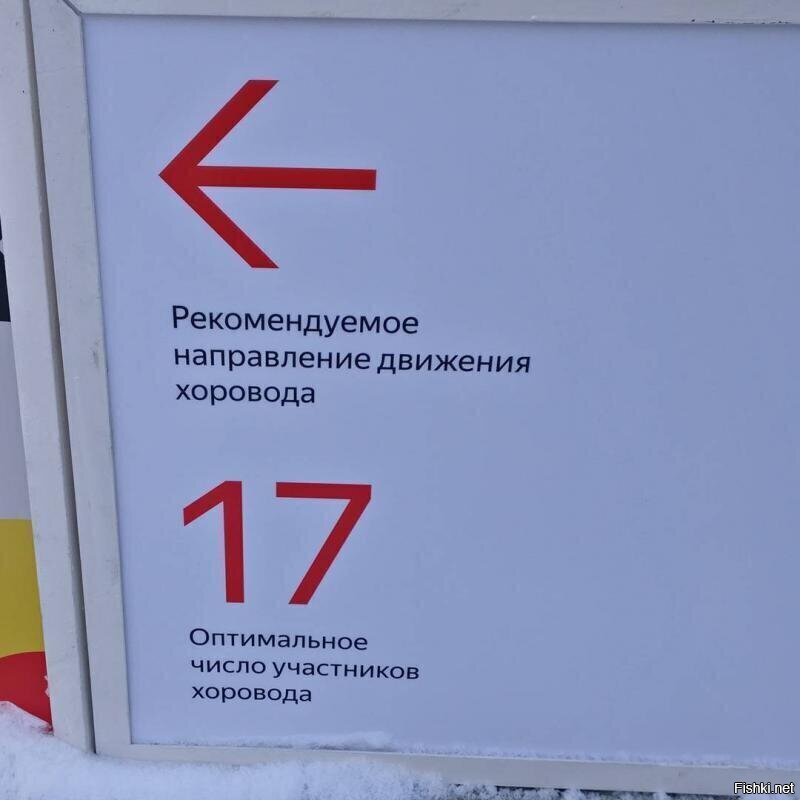 Рекомендуемое
направление движения
хоровода
17
Оптимальное
число участников
хоровода
Fishki.net